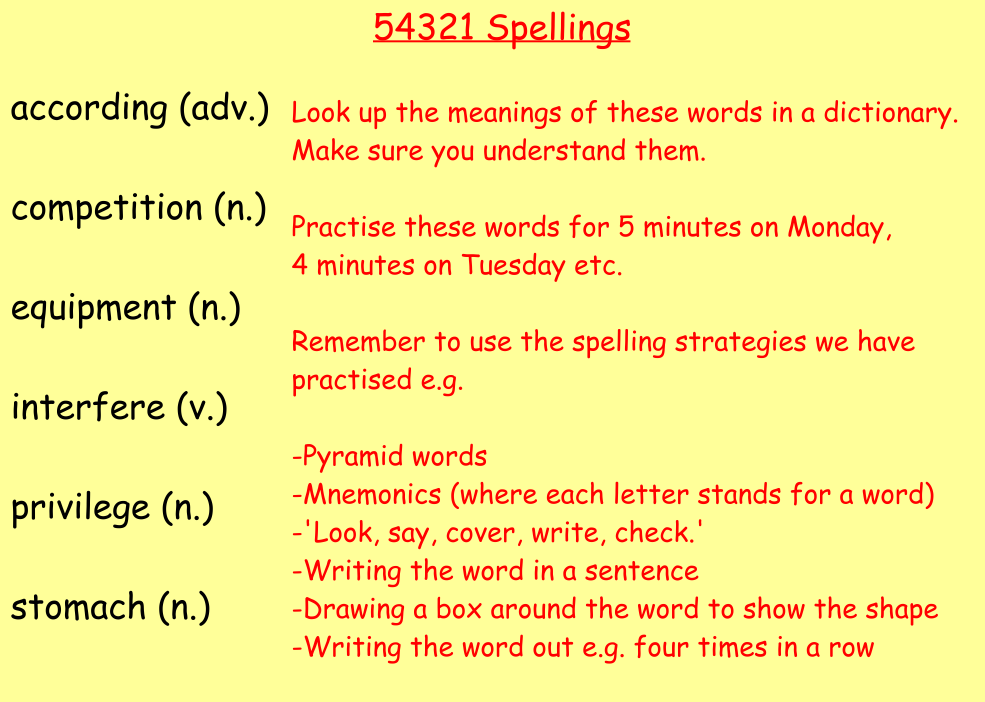 54321 Spellings
according (adv.)
competition (n.)
equipment (n.)
interfere (v.)
privilege (n.)
stomach (n.)
Look up the meanings of these words in a dictionary.
Make sure you understand them.
Practise these words for 5 minutes on Monday,
4 minutes on Tuesday etc.
Remember to use the spelling strategies we have
practised e.g.
-Pyramid words
-Mnemonics (where each letter stands for a word)
-'Look, say, cover, write, check.'
-Writing the word in a sentence
-Drawing a box around the word to show the shape
-Writing the word out e.g. four times in a row